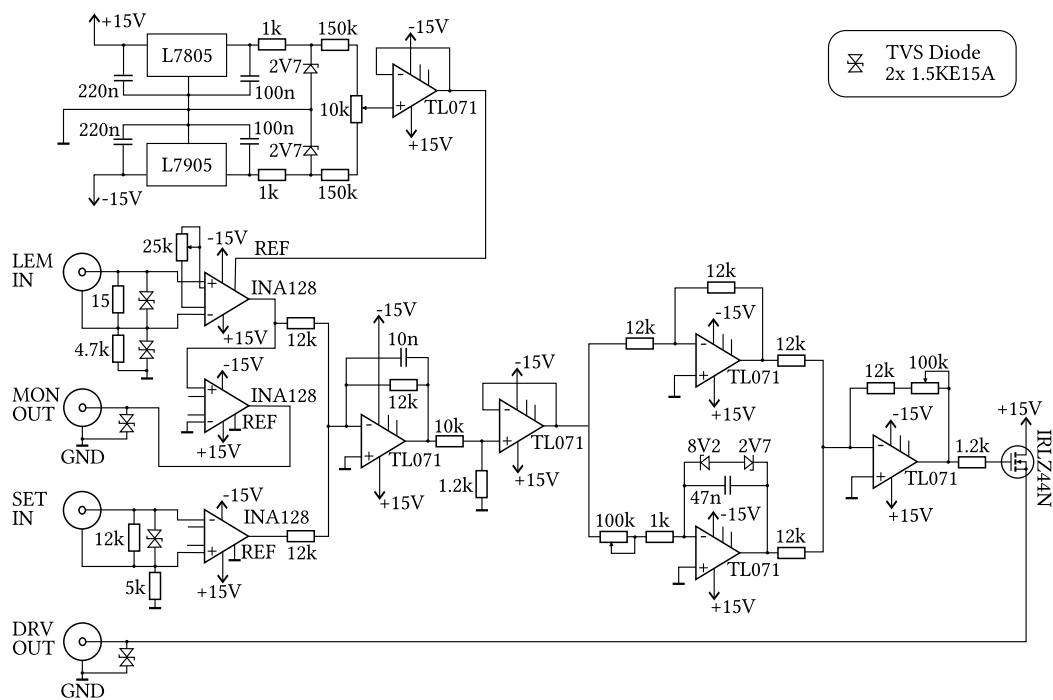 +15V
L7805
1k
150k
220n
100n
2V7
10k
-15V
TL071
+15V
220n
100n
2V7
L7905
-15V
1k
150k
TVS Diode
2x 1.5KE15A
LEM
IN
25k
-15V
REF
INA128
15
+15V
12k
4.7k
MON
OUT
GND
-15V
INA128
REF
+15V
-15V
10n
12k
TL071
+15V
10k
1.2k
-15V
TL071
+15V
SET
IN
12k
5k
-15V
INA128
REF
+15V
12k
12k
12k
-15V
TL071
+15V
12k
8V2
2V7
47n
100k
1k
-15V
TL071
+15V
12k
12k
100k
-15V
TL071
+15V
1.2k
+15V
IRLZ44N
DRV
OUT
GND